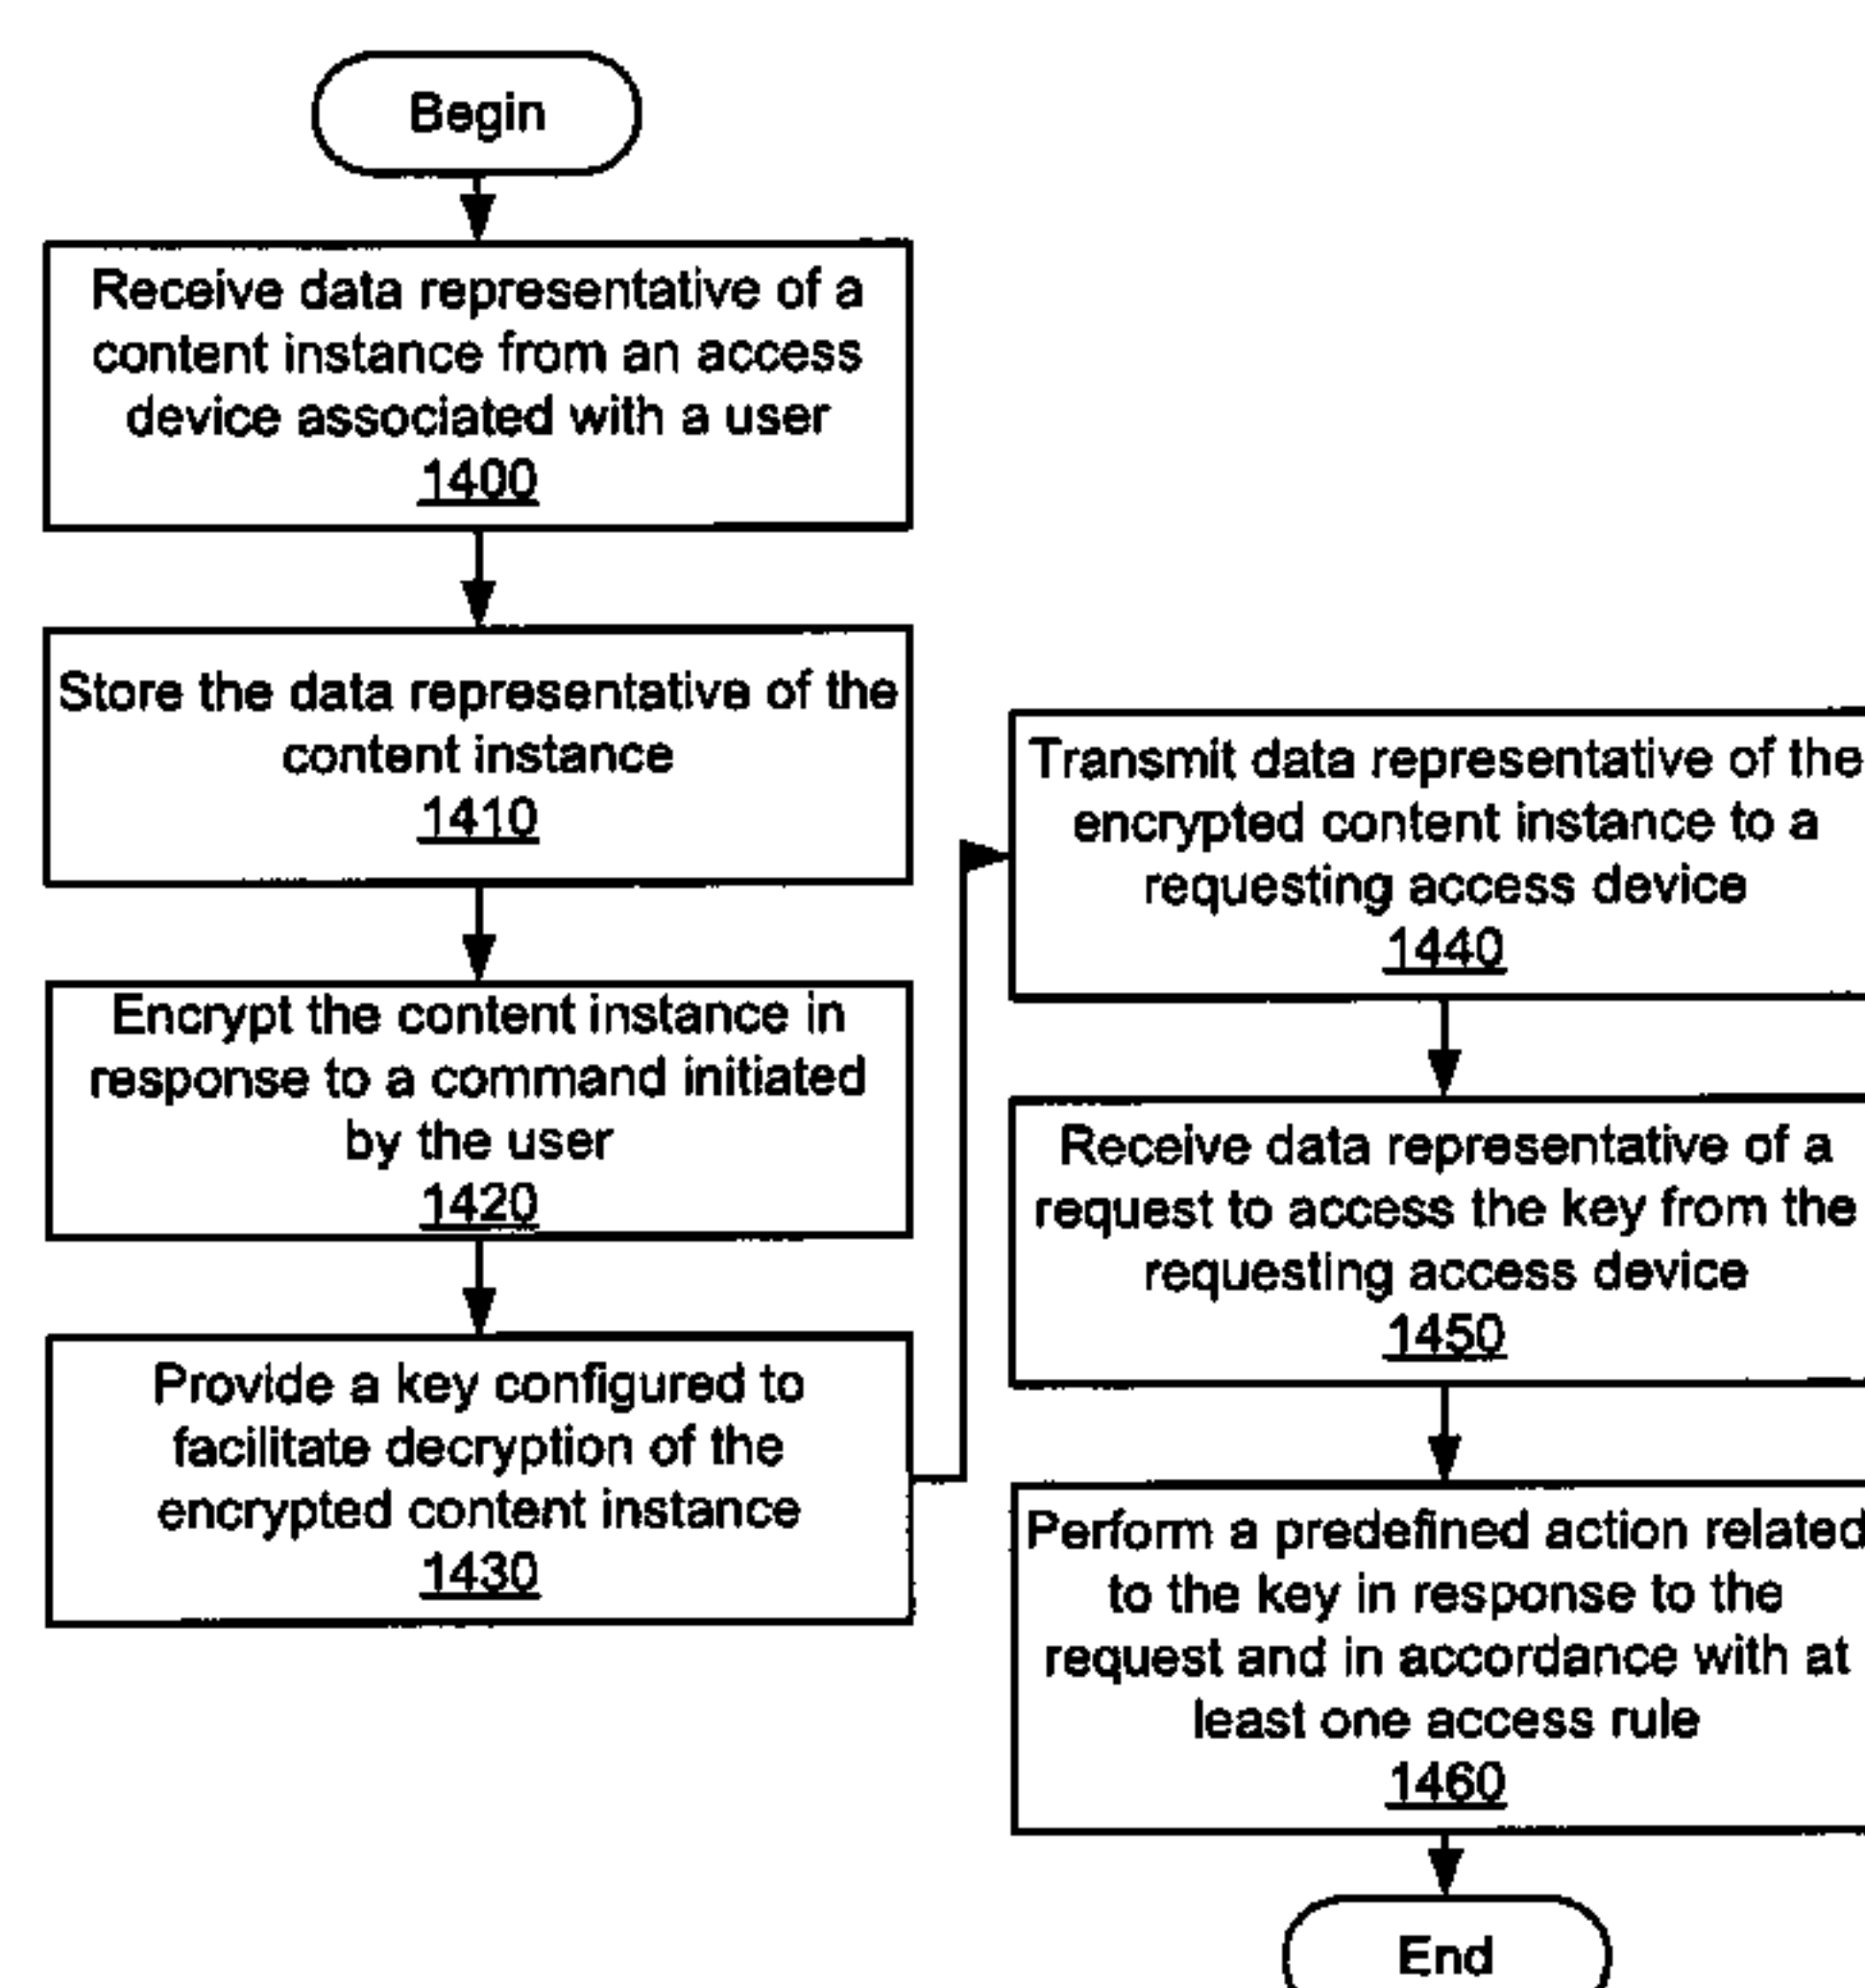 Begin
Receive data representative of a
content instance from an access
device associated with a user
1400
Store the data representative of the
content instance
1410
Encrypt the content instance in
response to a command initiated
by the user
1420
Provide a key configured to
facilitate decryption of the
encrypted content instance
1430
Transmit data representative of the
encrypted content instance to a
requesting access device
1440
Receive data representative of a
request to access the key from the
requesting access device
1450
Perform a predefined action related
to the key in response to the
request and in accordance with at
least one access rule
1460
End